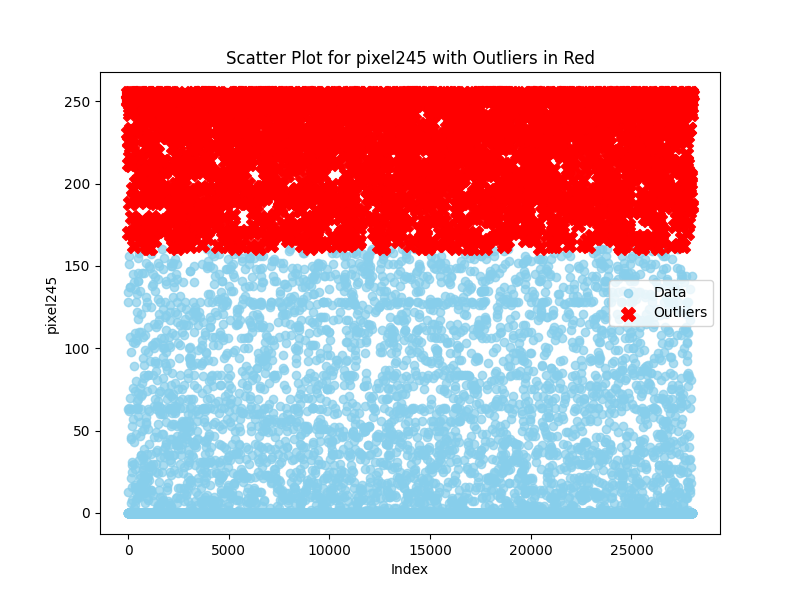 Scatter Plot for pixel245 with Outliers in Red
250
200
150
100
50
0
pixel245
Data
Outliers
0 5000 10000 15000 20000 25000
Index